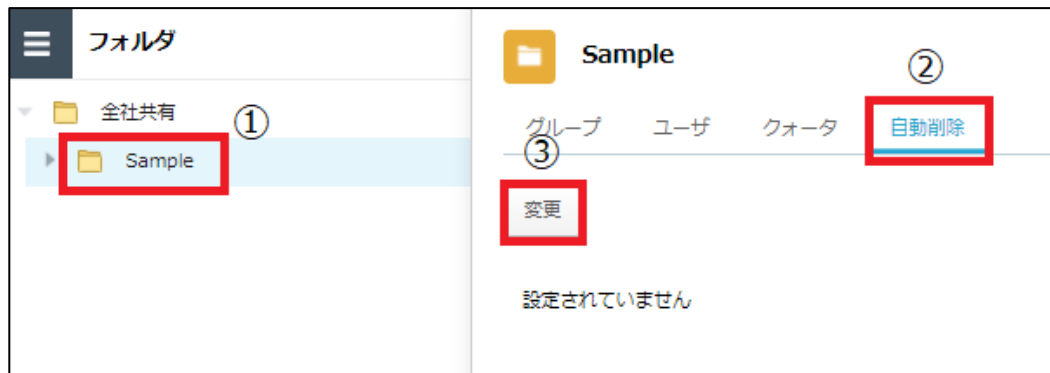 フォルダ
全社共有
①
Sample
Sample
②
グループ ユーザ クォータ 自動削除
③
変更
設定されていません